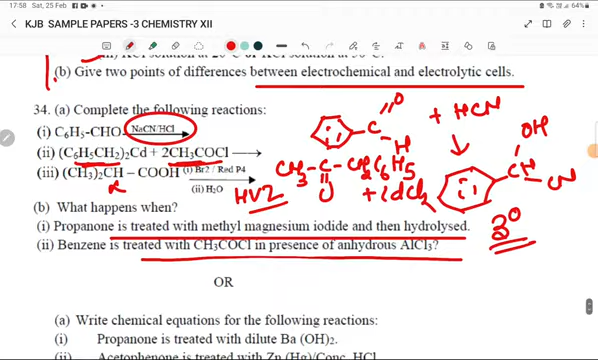 17:58 Sat, 25 Feb
64%
KJB SAMPLE PAPERS -3 CHEMISTRY XII
(b) Give two points of differences between electrochemical and electrolytic cells.
34. (a) Complete the following reactions:
(i) C₆H₅-CHO NaCN/HCl
(ii) (C₆H₅CH₂)₂Cd + 2CH₃COCl
(iii) (CH₃)₂CH – COOH (i) Br2 / Red P4
(ii) H₂O
α
HVZ
C
O
H
+ HCN
CH₃ - C - CH₂C₆H₅
O
+ CdCl₂
OH
CH
CN
2°
(b) What happens when?
(i) Propanone is treated with methyl magnesium iodide and then hydrolysed.
(ii) Benzene is treated with CH₃COCl in presence of anhydrous AlCl₃?
OR
(a) Write chemical equations for the following reactions:
(i) Propanone is treated with dilute Ba (OH)₂.
(ii) Acetophenone is treated with Zn (Hg)/Conc. HCl